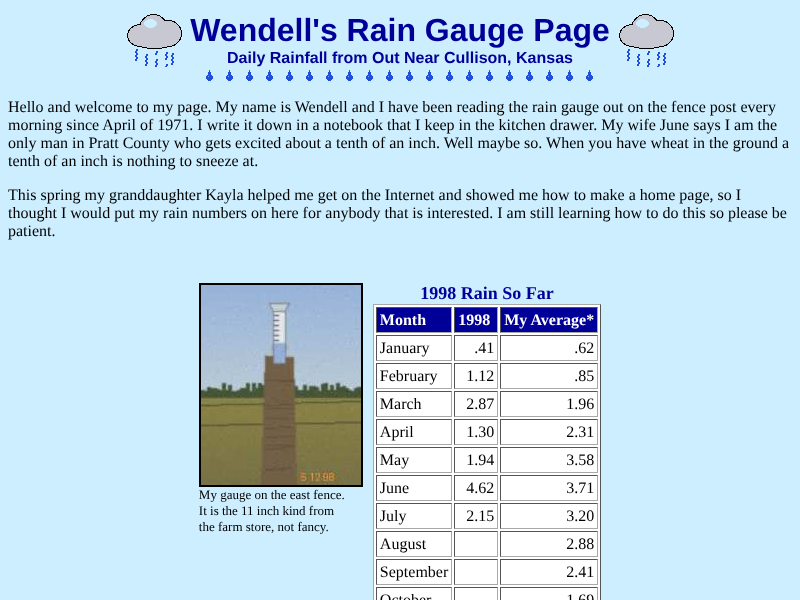 Wendell's Rain Gauge Page
Daily Rainfall from Out Near Cullison, Kansas
Hello and welcome to my page. My name is Wendell and I have been reading the rain gauge out on the fence post every
morning since April of 1971. I write it down in a notebook that I keep in the kitchen drawer. My wife June says I am the
only man in Pratt County who gets excited about a tenth of an inch. Well maybe so. When you have wheat in the ground a
tenth of an inch is nothing to sneeze at.
This spring my granddaughter Kayla helped me get on the Internet and showed me how to make a home page, so I
thought I would put my rain numbers on here for anybody that is interested. I am still learning how to do this so please be
patient.
5 12 98
My gauge on the east fence.
It is the 11 inch kind from
the farm store, not fancy.
1998 Rain So Far
Month 1998 My Average*
January .41 .62
February 1.12 .85
March 2.87 1.96
April 1.30 2.31
May 1.94 3.58
June 4.62 3.71
July 2.15 3.20
August 2.88
September 2.41
October 1.69